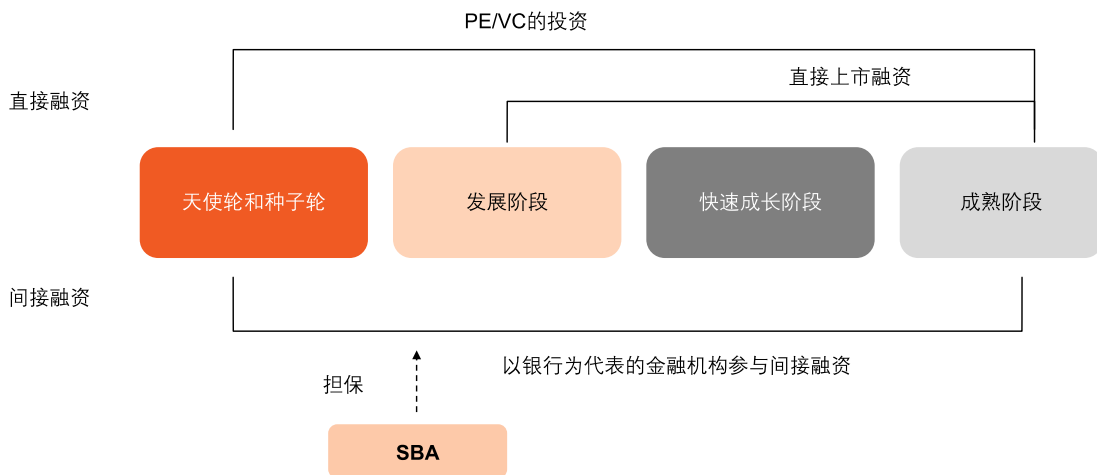 PE/VC的投资
直接上市融资
直接融资
天使轮和种子轮
发展阶段
快速成长阶段
成熟阶段
间接融资
以银行为代表的金融机构参与间接融资
担保
SBA